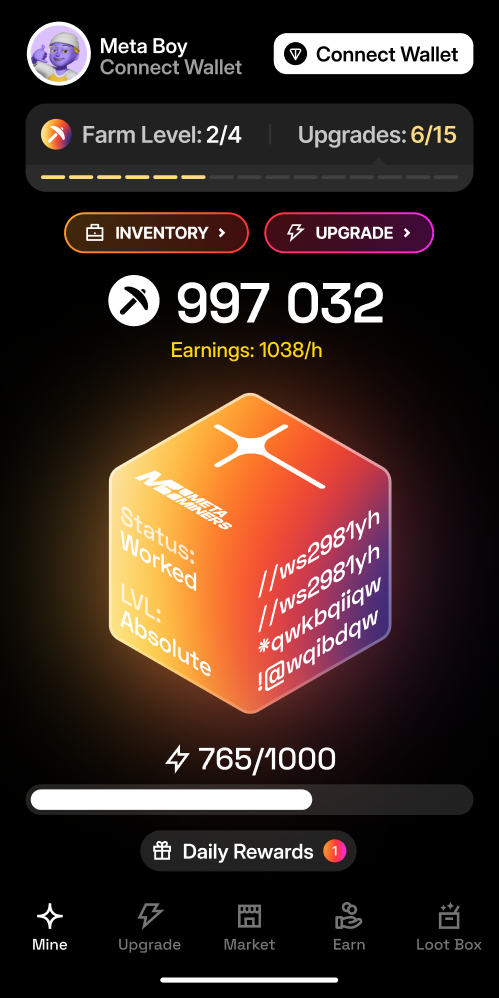 Meta Boy
Connect Wallet
Connect Wallet
Farm Level: 2/4
Upgrades: 6/15
INVENTORY
UPGRADE
997 032
Earnings: 1038/h
META
MINERS
Status:
Worked
LVL:
Absolute
//ws2981yh
//ws2981yh
*qwkbqiiqw
!@wqibdqw
765/1000
Daily Rewards 1
Mine
Upgrade
Market
Earn
Loot Box